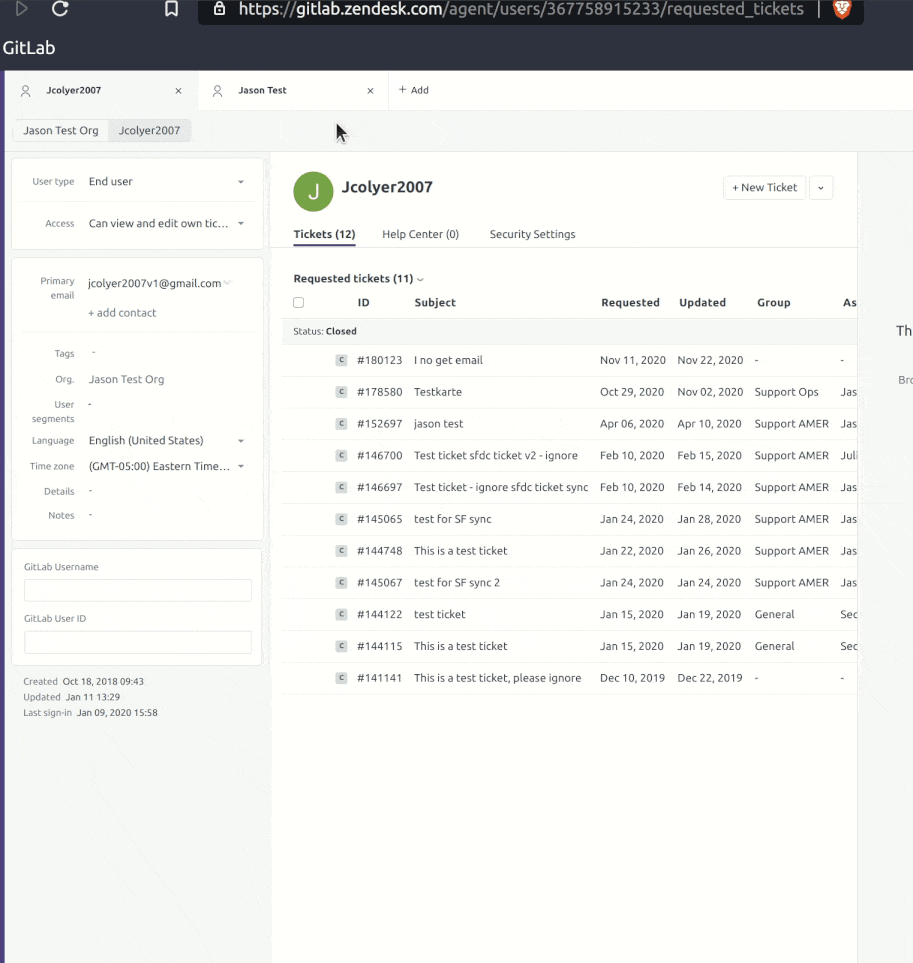 https://gitlab.zendesk.com/agent/users/367758915233/requested_tickets
GitLab
Jcolyer2007 × Jason Test × + Add
Jason Test Org Jcolyer2007
User type End user
Access Can view and edit own tic...
Primary email jcolyer2007v1@gmail.com
+ add contact
Tags -
Org. Jason Test Org
User segments -
Language English (United States)
Time zone (GMT-05:00) Eastern Time...
Details -
Notes -
GitLab Username
GitLab User ID
Created Oct 18, 2018 09:43
Updated Jan 11 13:29
Last sign-in Jan 09, 2020 15:58
J Jcolyer2007
+ New Ticket
Tickets (12) Help Center (0) Security Settings
Requested tickets (11)
ID Subject Requested Updated Group As
Status: Closed
C #180123 I no get email Nov 11, 2020 Nov 22, 2020 - -
C #178580 Testkarte Oct 29, 2020 Nov 02, 2020 Support Ops Jas
C #152697 jason test Apr 06, 2020 Apr 10, 2020 Support AMER Jas
C #146700 Test ticket sfdc ticket v2 - ignore Feb 10, 2020 Feb 15, 2020 Support AMER Juli
C #146697 Test ticket - ignore sfdc ticket sync Feb 10, 2020 Feb 14, 2020 Support AMER Jas
C #145065 test for SF sync Jan 24, 2020 Jan 28, 2020 Support AMER Jas
C #144748 This is a test ticket Jan 22, 2020 Jan 26, 2020 Support AMER Jas
C #145067 test for SF sync 2 Jan 24, 2020 Jan 24, 2020 Support AMER Jas
C #144122 test ticket Jan 15, 2020 Jan 19, 2020 General Sec
C #144115 This is a test ticket Jan 15, 2020 Jan 19, 2020 General Sec
C #141141 This is a test ticket, please ignore Dec 10, 2019 Dec 22, 2019 - -
Th
Bro